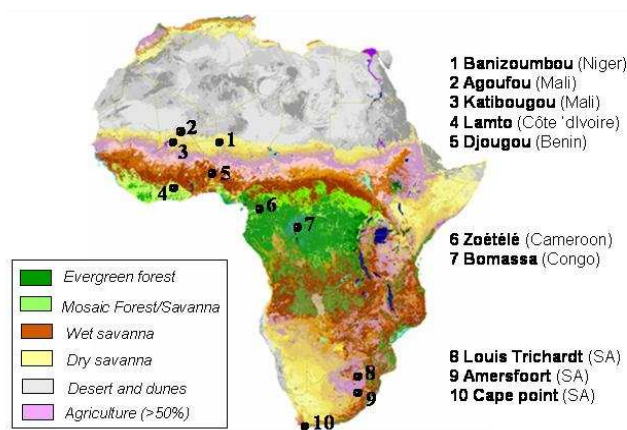 1 Banizoumbou (Niger)
2 Agoufou (Mali)
3 Katibougou (Mali)
4 Lamto (Côte 'dIvoire)
5 Djougou (Benin)
6 Zoétélé (Cameroon)
7 Bomassa (Congo)
8 Louis Trichardt (SA)
9 Amersfoort (SA)
10 Cape point (SA)
2
1
3
5
4
6
7
8
9
10
Evergreen forest
Mosaic Forest/Savanna
Wet savanna
Dry savanna
Desert and dunes
Agriculture (>50%)